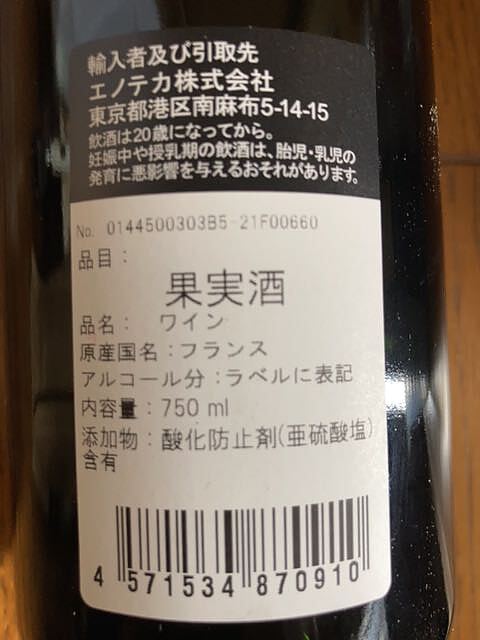 輸入者及び引取先
エノテカ株式会社
東京都港区南麻布5-14-15
飲酒は20歳になってから。
妊娠中や授乳期の飲酒は、胎児・乳児の
発育に悪影響を与えるおそれがあります。
No. 0144500303B5-21F00660
品目：
果実酒
品名： ワイン
原産国名：フランス
アルコール分：ラベルに表記
内容量：750 ml
添加物：酸化防止剤(亜硫酸塩)
含有
4 571534 870910